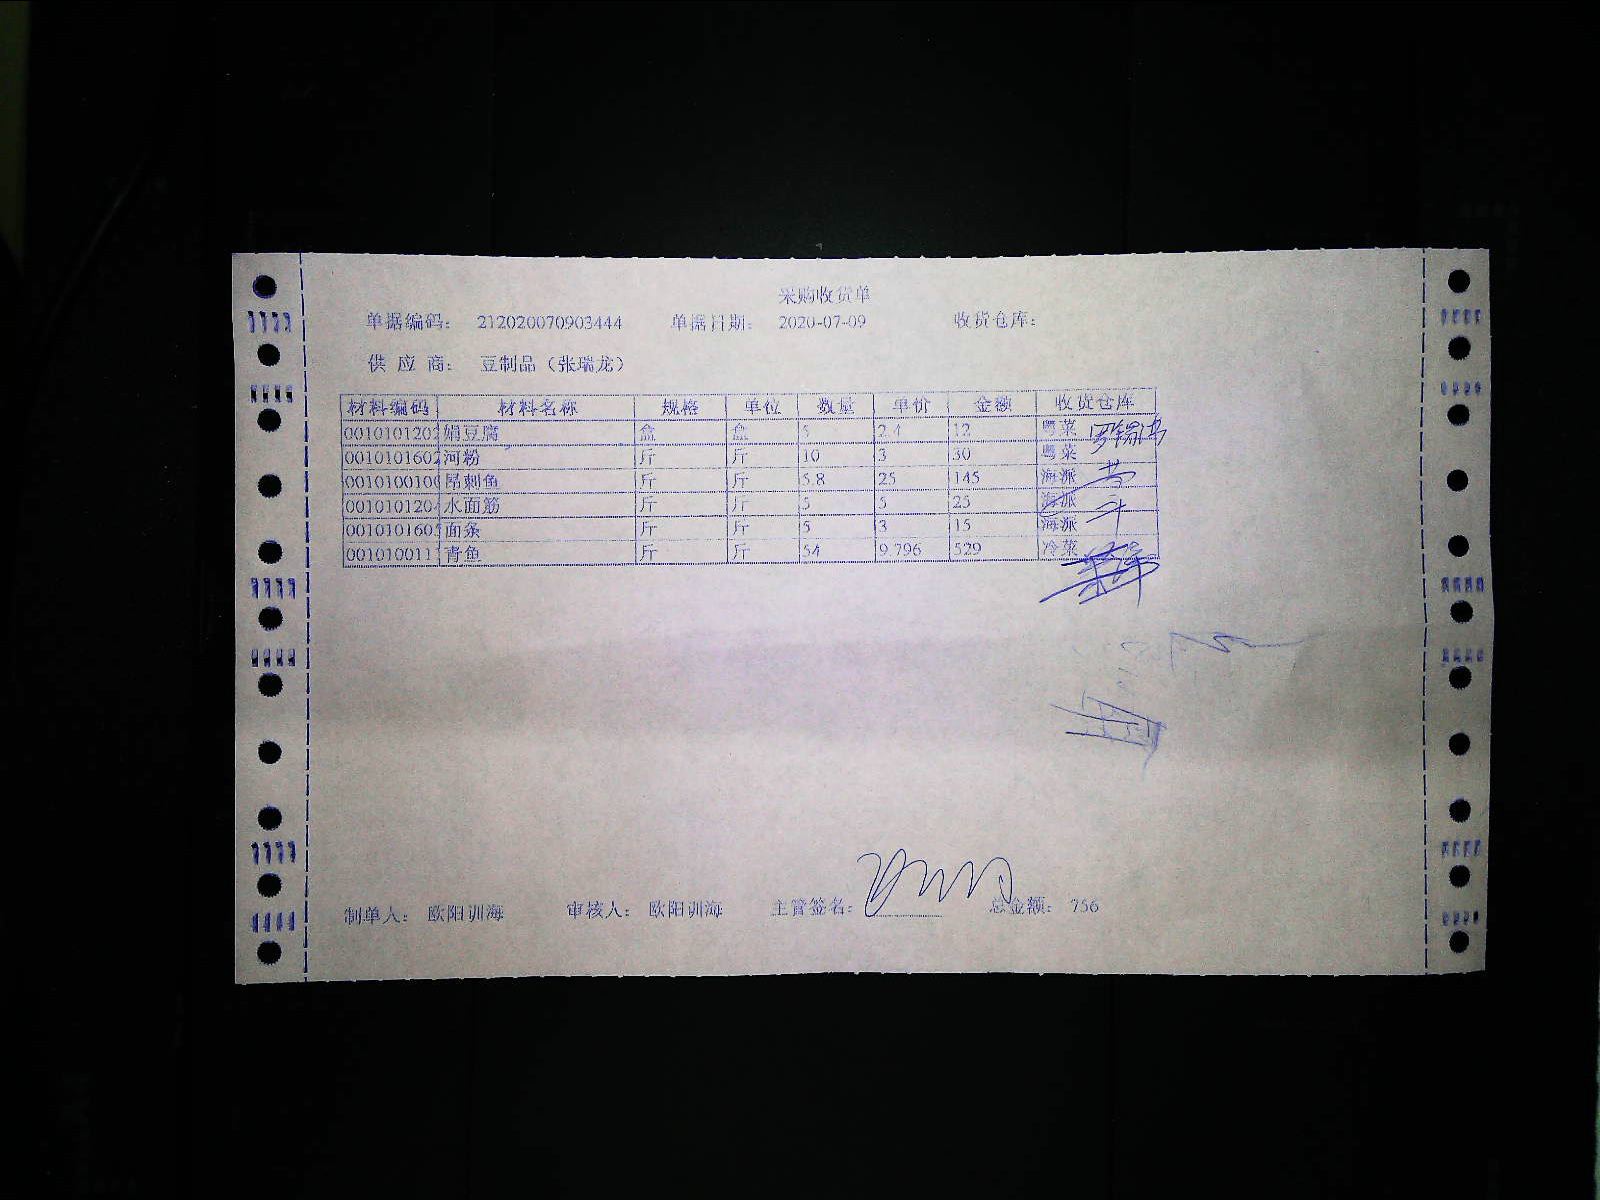 采购收货单
单据编码： 212020070903444 单据日期： 2020-07-09 收货仓库：
供 应 商： 豆制品（张瑞龙）
材料编码 材料名称 规格 单位 数量 单价 金额 收货仓库
0010101202 娟豆腐 盒 盒 5 2.4 12 粤菜
0010101602 河粉 斤 斤 10 3 30 粤菜
0010100100 昂刺鱼 斤 斤 5.8 25 145 海派
0010101204 水面筋 斤 斤 5 5 25 海派
0010101605 面条 斤 斤 5 3 15 海派
0010100111 青鱼 斤 斤 54 9.796 529 冷菜
制单人： 欧阳训海 审核人： 欧阳训海 主管签名： 总金额： 756